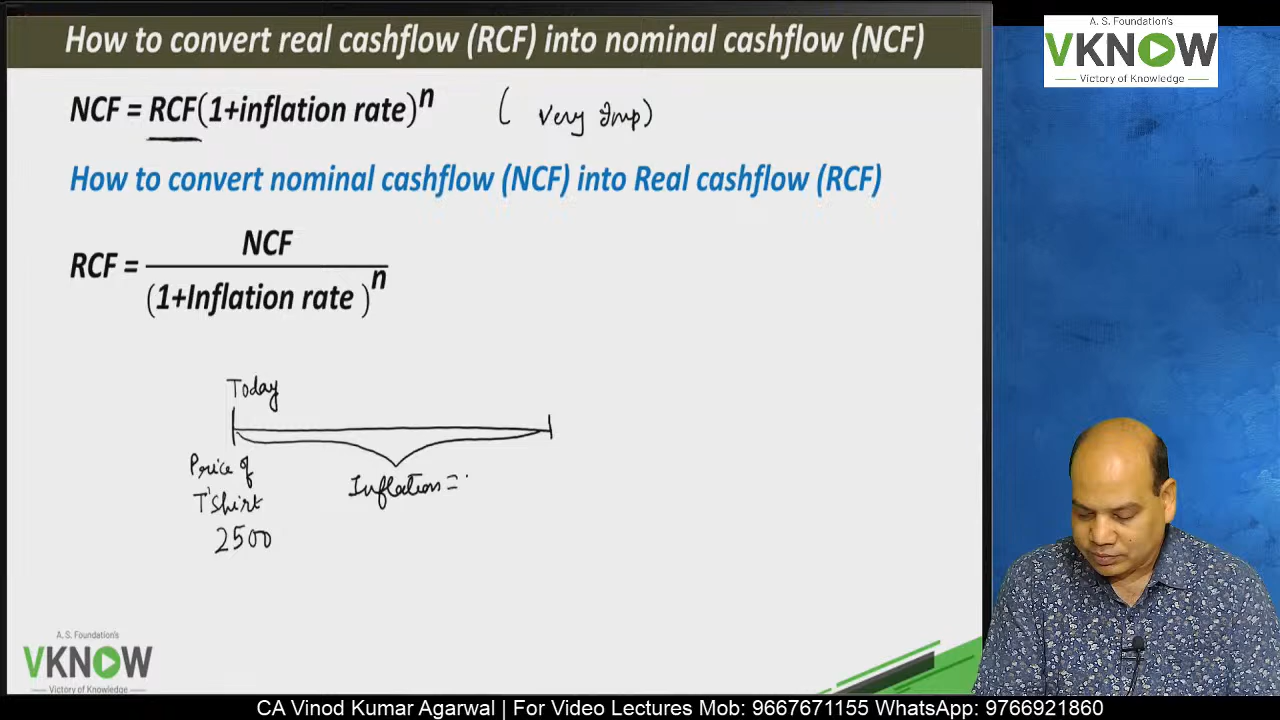 How to convert real cashflow (RCF) into nominal cashflow (NCF)
A. S. Foundation's
VKNOW
Victory of Knowledge
NCF = RCF(1+inflation rate)^n
( Very Imp)
How to convert nominal cashflow (NCF) into Real cashflow (RCF)
NCF
RCF =
(1+Inflation rate )^n
Today
Price of
T'Shirt
2500
Inflation =
A. S. Foundation's
VKNOW
Victory of Knowledge
CA Vinod Kumar Agarwal | For Video Lectures Mob: 9667671155 WhatsApp: 9766921860